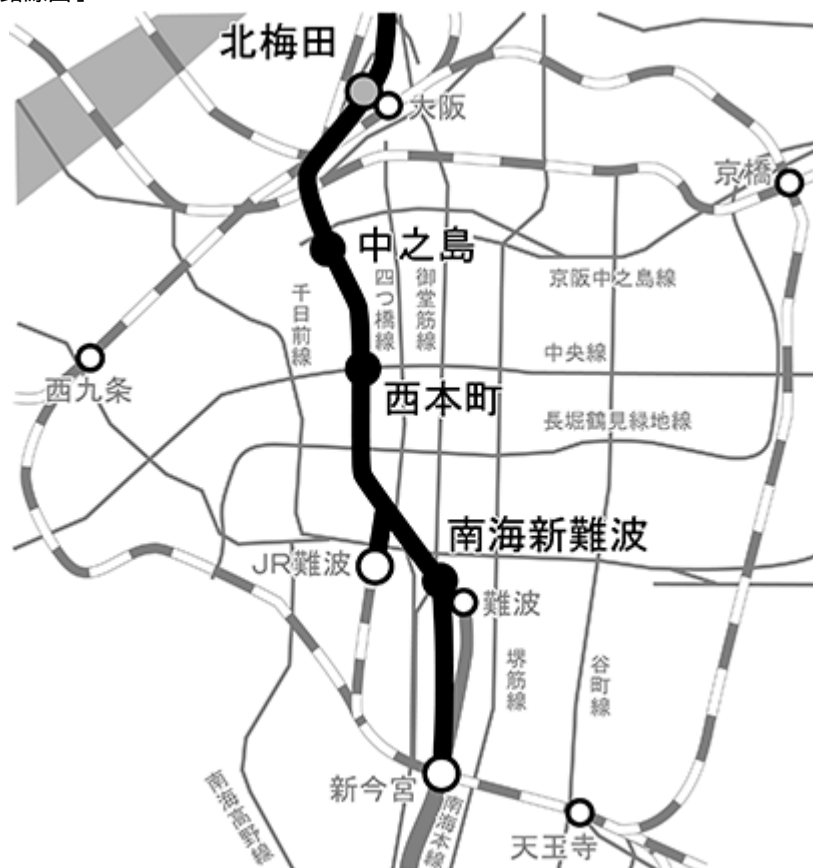 北梅田
大阪
京橋
中之島
京阪中之島線
千日前線
四つ橋線
御堂筋線
中央線
西九条
西本町
長堀鶴見緑地線
南海新難波
JR難波
難波
堺筋線
谷町線
新今宮
南海高野線
南海本線
天王寺